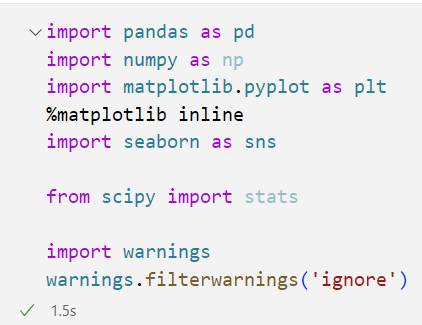 import pandas as pd
import numpy as np
import matplotlib.pyplot as plt
%matplotlib inline
import seaborn as sns
from scipy import stats
import warnings
warnings.filterwarnings('ignore')
1.5s